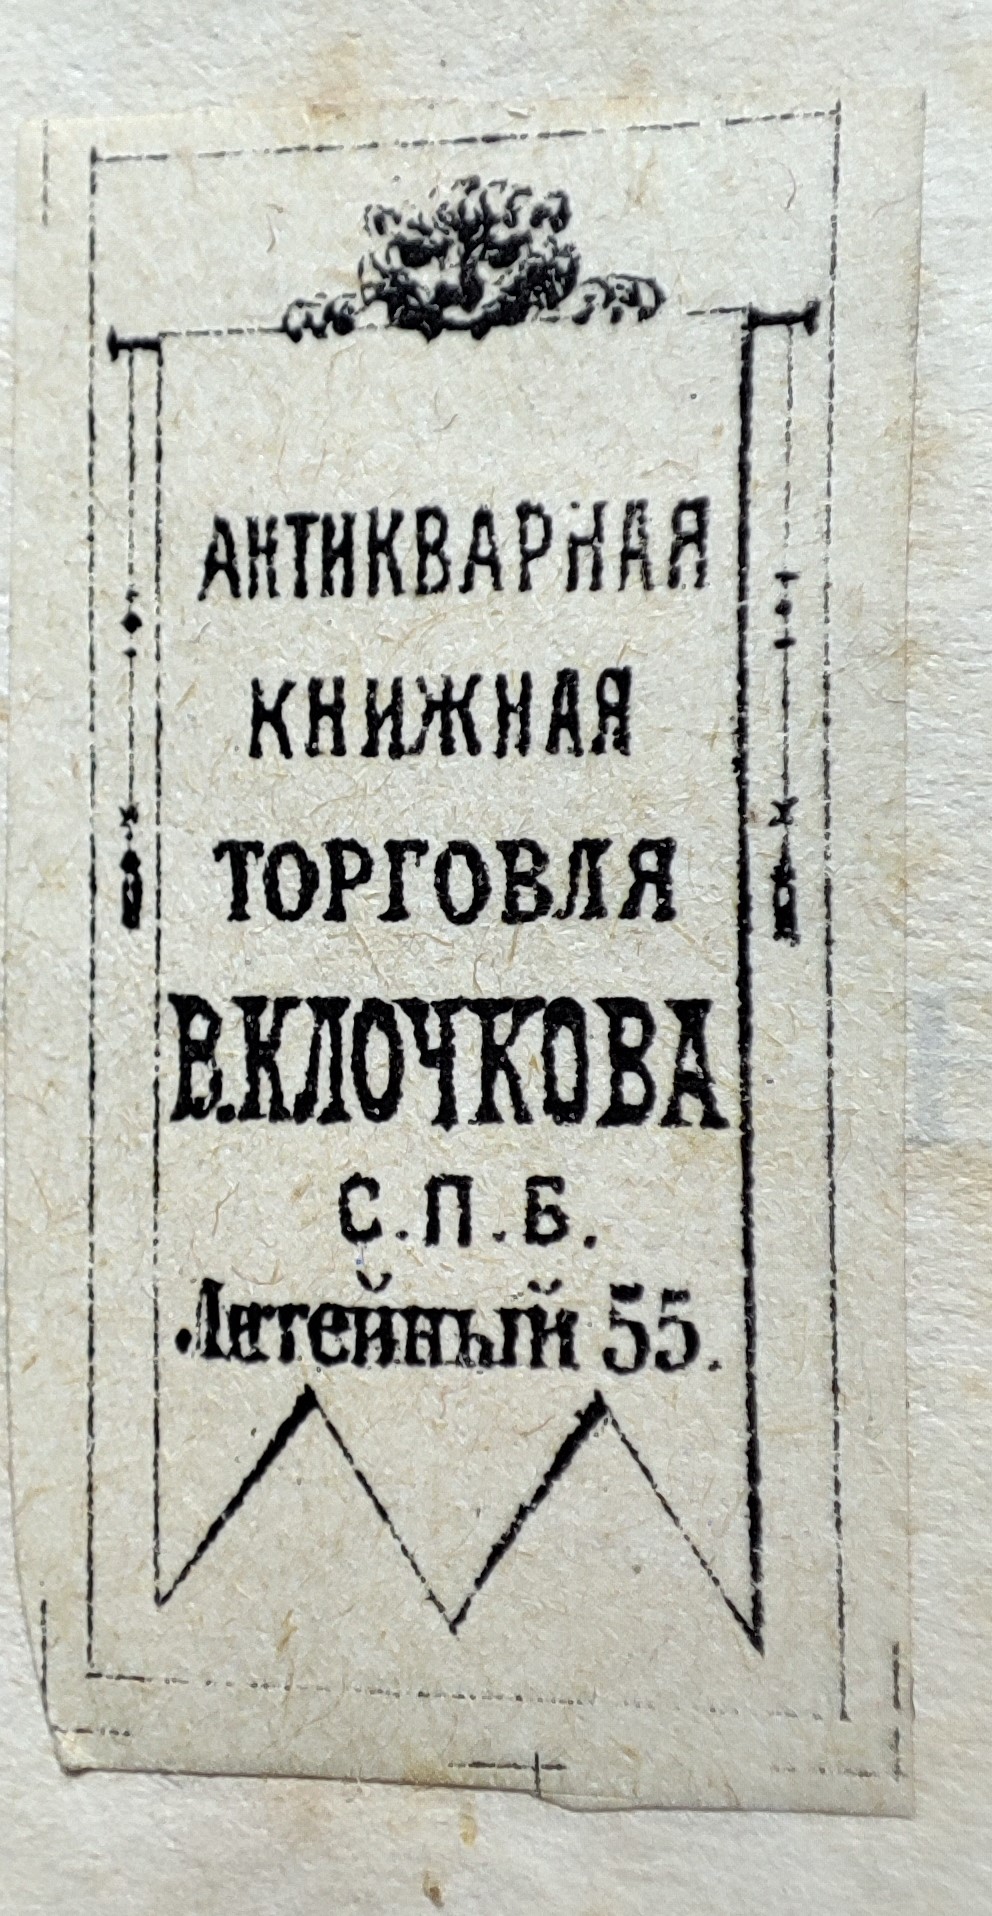 АНТИКВАРНАЯ
КНИЖНАЯ
ТОРГОВЛЯ
В.КЛОЧКОВА
С.П.Б.
Литейный 55.